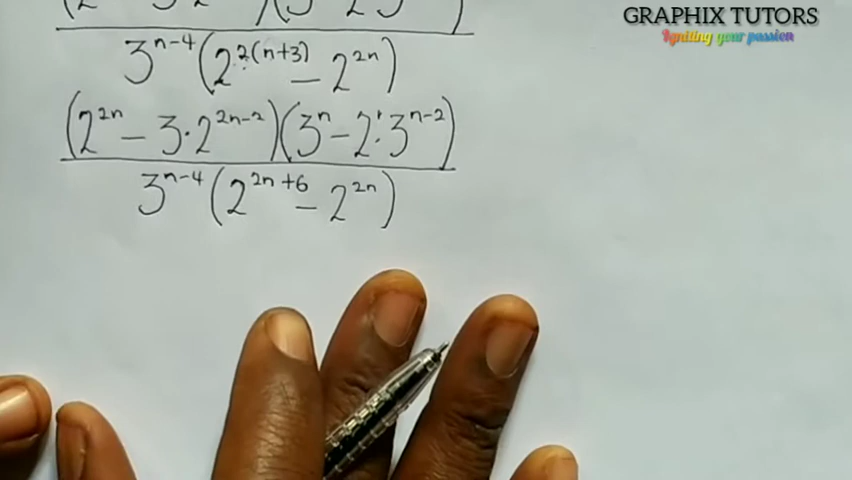 GRAPHIX TUTORS
Igniting your passion
3^{n-4}(2^{2(n+3)} - 2^{2n})
(2^{2n} - 3·2^{2n-2})(3^n - 2·3^{n-2})
3^{n-4}(2^{2n+6} - 2^{2n})